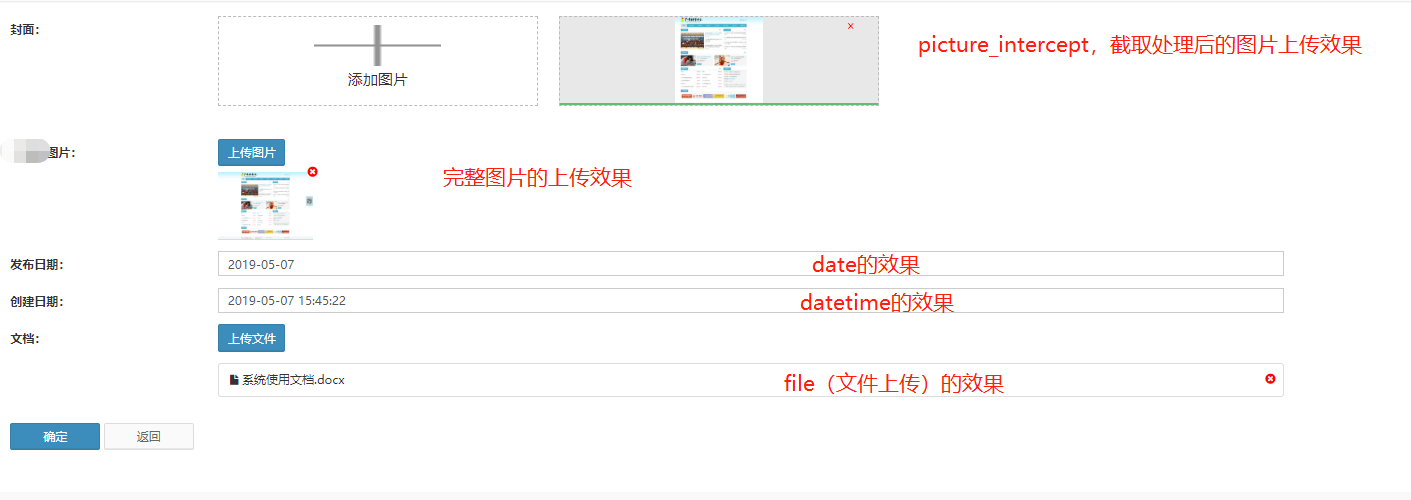 封面：
添加图片
picture_intercept，截取处理后的图片上传效果
图片：
上传图片
完整图片的上传效果
发布日期：
2019-05-07
date的效果
创建日期：
2019-05-07 15:45:22
datetime的效果
文档：
上传文件
系统使用文档.docx
file（文件上传）的效果
确定
返回